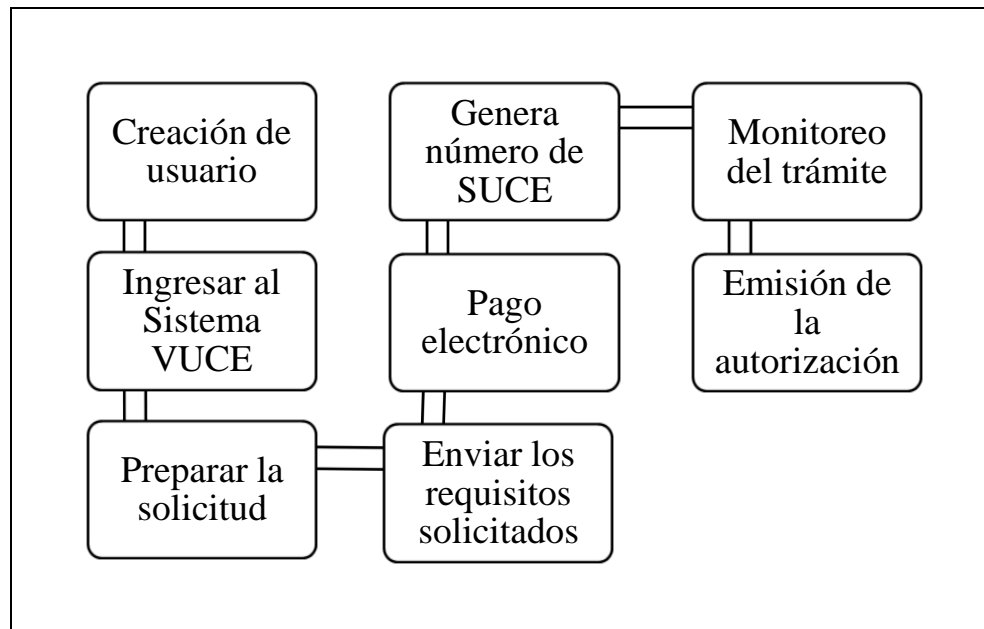 Creación de
usuario
Ingresar al
Sistema
VUCE
Preparar la
solicitud
Enviar los
requisitos
solicitados
Pago
electrónico
Genera
número de
SUCE
Monitoreo
del trámite
Emisión de
la
autorización